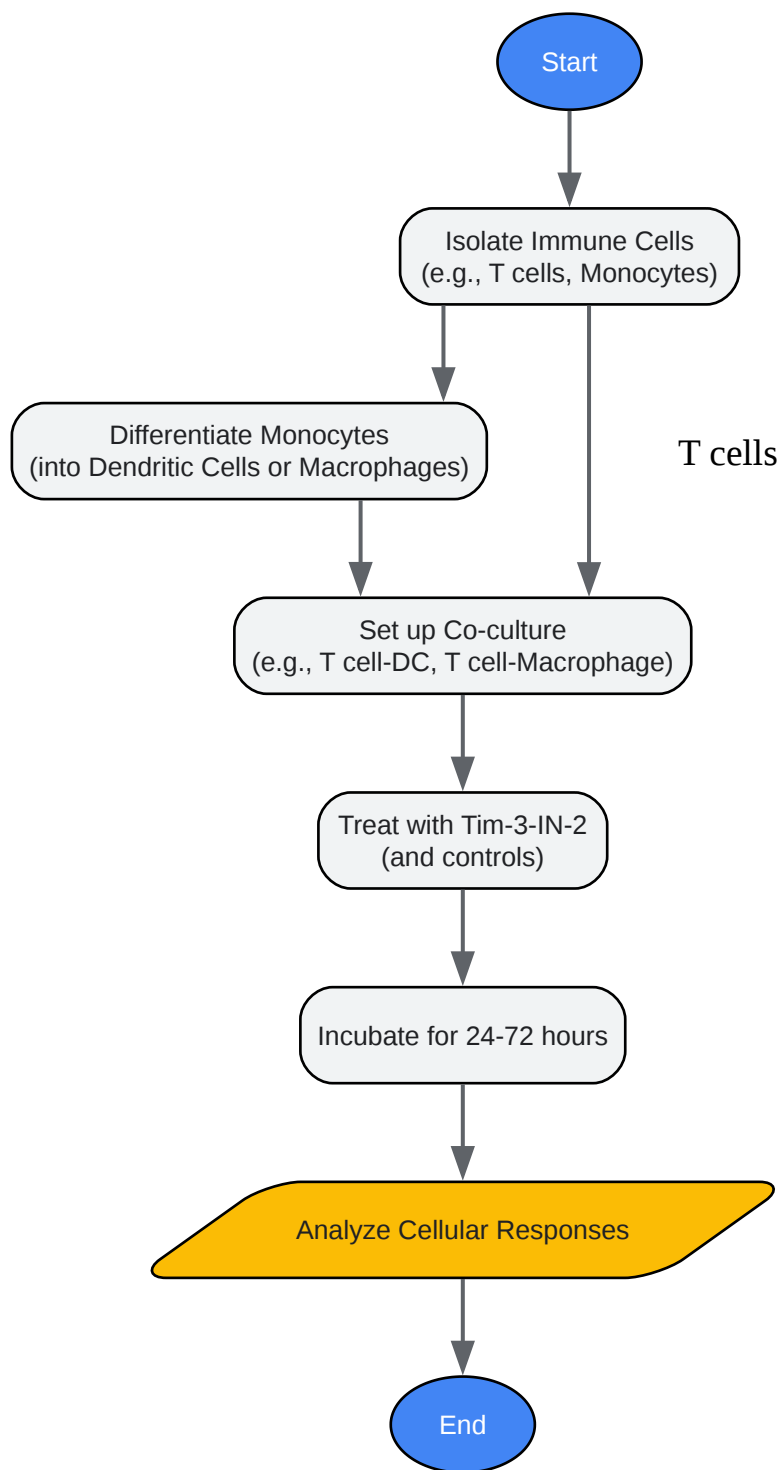 Start
Isolate Immune Cells
(e.g., T cells, Monocytes)
Differentiate Monocytes
(into Dendritic Cells or Macrophages)
T cells
Set up Co-culture
(e.g., T cell-DC, T cell-Macrophage)
Treat with Tim-3-IN-2
(and controls)
Incubate for 24-72 hours
Analyze Cellular Responses
End